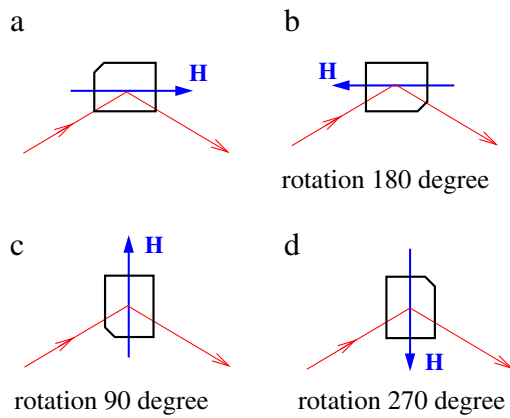 a
b
H
H
rotation 180 degree
c
d
H
H
rotation 90 degree
rotation 270 degree